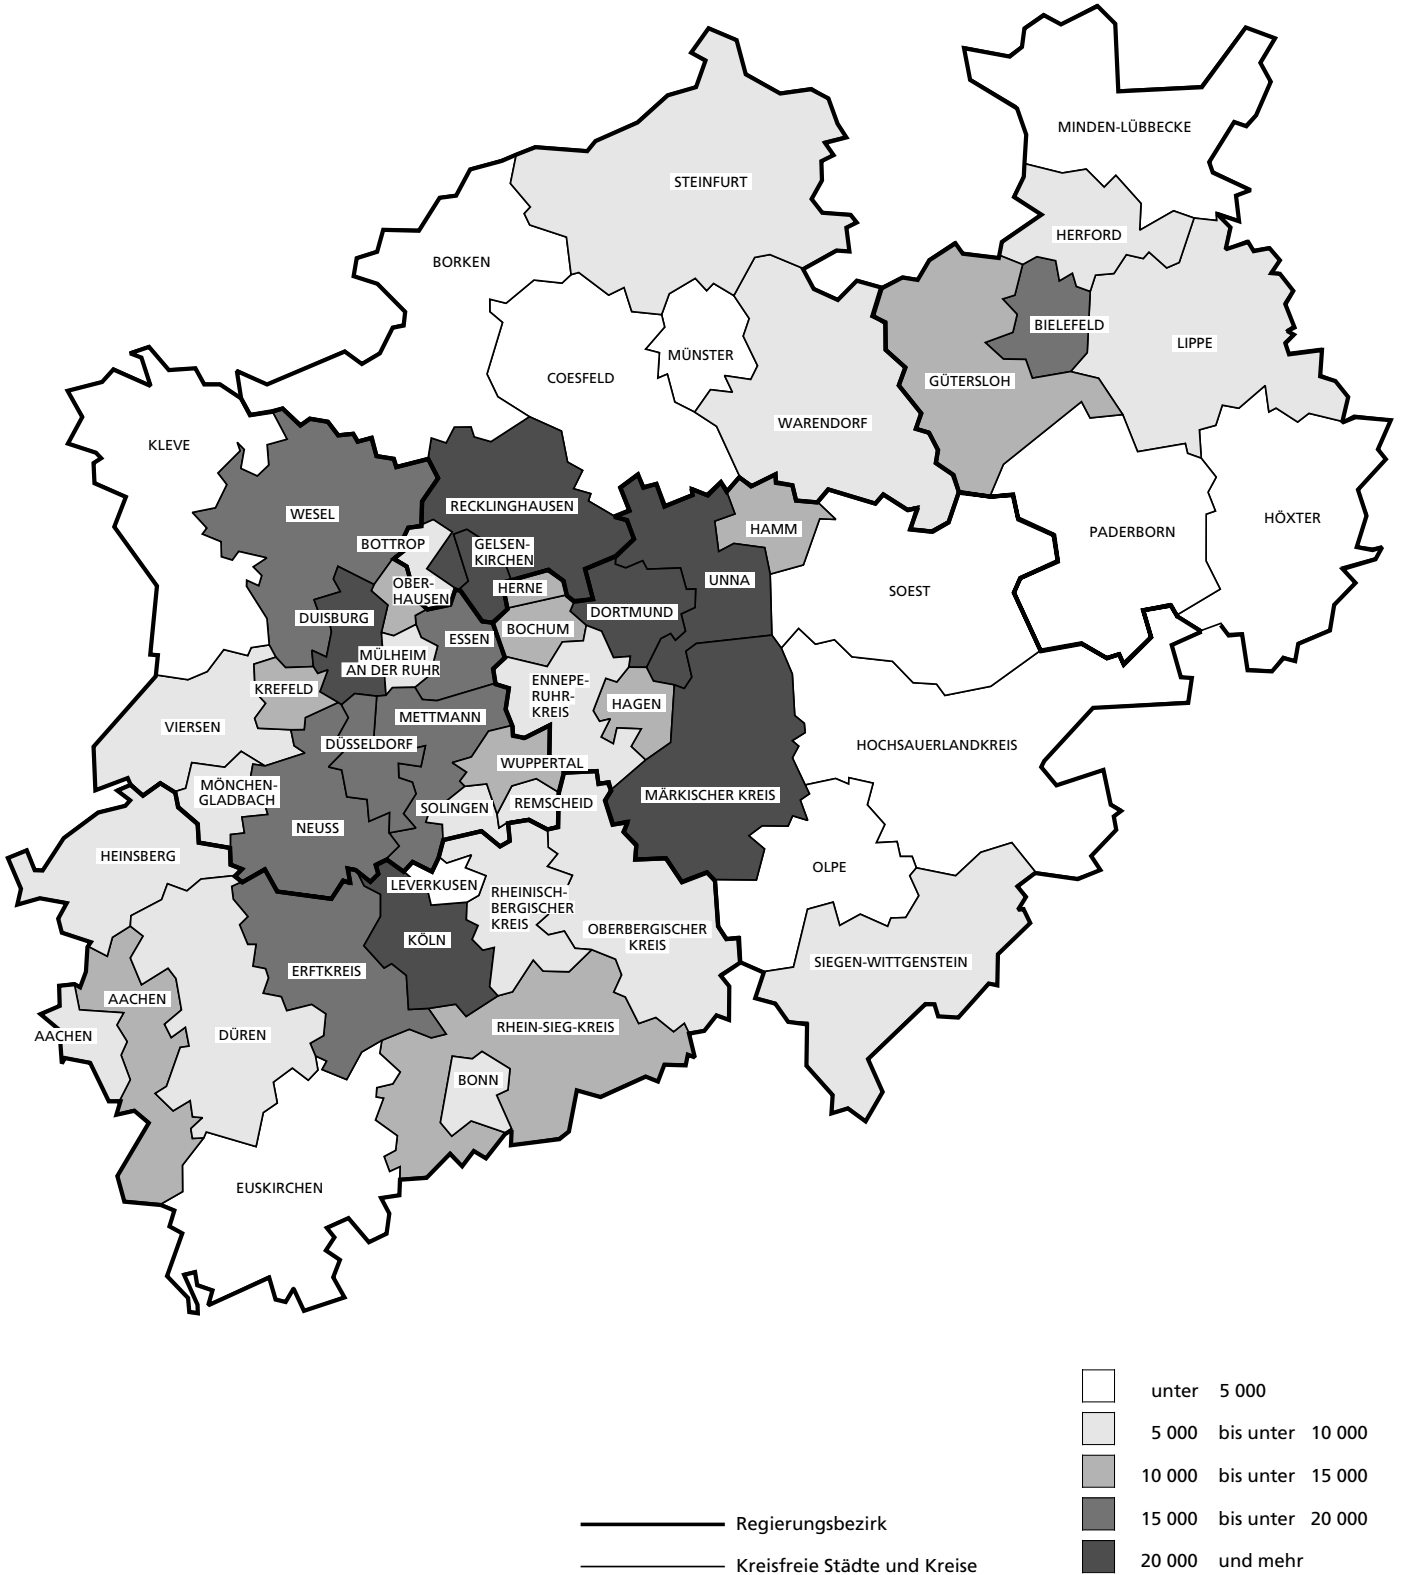 MINDEN-LÜBBECKE
STEINFURT
HERFORD
BORKEN
BIELEFELD
LIPPE
MÜNSTER
COESFELD
GÜTERSLOH
WARENDORF
KLEVE
RECKLINGHAUSEN
WESEL
HÖXTER
HAMM
PADERBORN
BOTTROP
GELSEN-
KIRCHEN
UNNA
OBER-
HAUSEN
HERNE
SOEST
DORTMUND
DUISBURG
BOCHUM
ESSEN
MÜLHEIM
AN DER RUHR
ENNEPE-
RUHR-
KREIS
KREFELD
HAGEN
METTMANN
VIERSEN
DÜSSELDORF
HOCHSAUERLANDKREIS
WUPPERTAL
MÖNCHEN-
GLADBACH
MÄRKISCHER KREIS
SOLINGEN
REMSCHEID
NEUSS
HEINSBERG
OLPE
LEVERKUSEN
RHEINISCH-
BERGISCHER
KREIS
OBERBERGISCHER
KREIS
KÖLN
SIEGEN-WITTGENSTEIN
ERFTKREIS
AACHEN
RHEIN-SIEG-KREIS
AACHEN
DÜREN
BONN
EUSKIRCHEN
unter 5 000
5 000 bis unter 10 000
10 000 bis unter 15 000
15 000 bis unter 20 000
20 000 und mehr
Regierungsbezirk
Kreisfreie Städte und Kreise